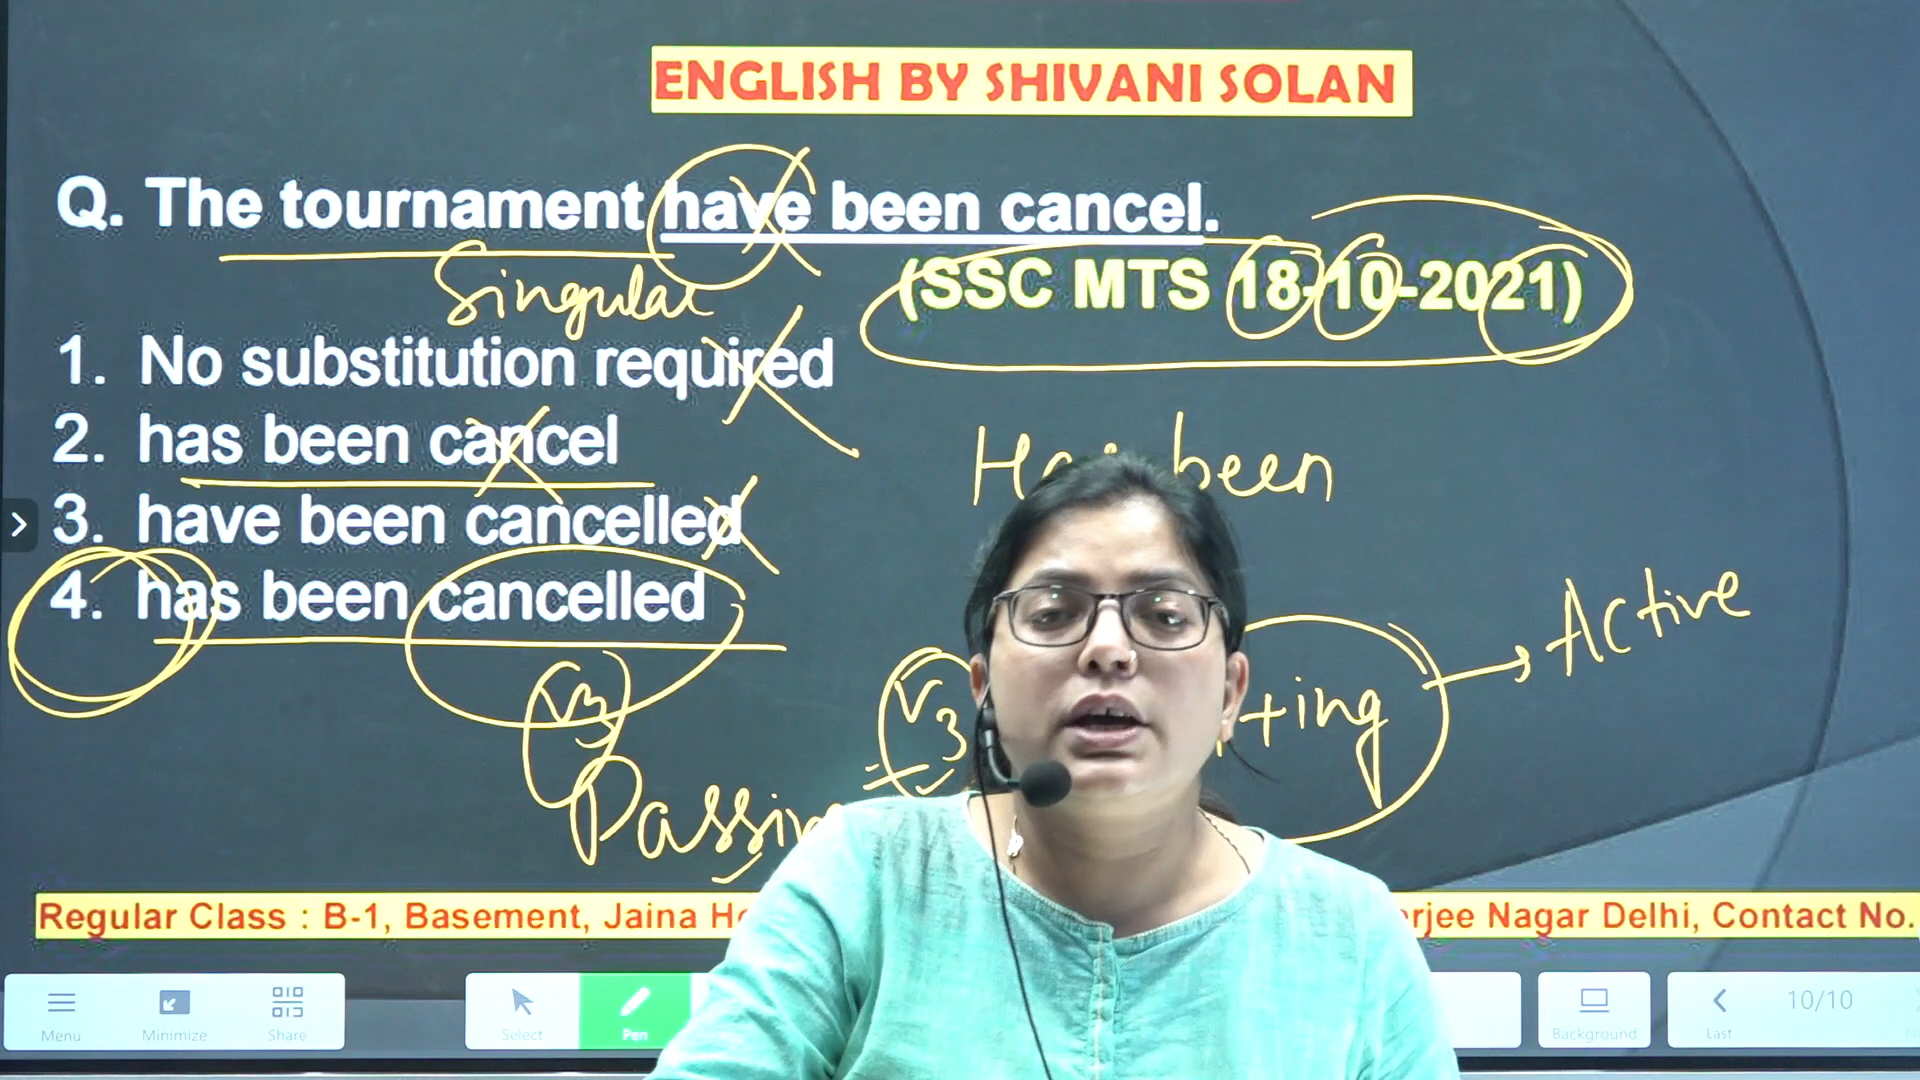 ENGLISH BY SHIVANI SOLAN
Q. The tournament have been cancel.
Singular
(SSC MTS 18-10-2021)
1. No substitution required
2. has been cancel
Has been
3. have been cancelled
4. has been cancelled
Active
V3
V3
+ing
Passive
Regular Class : B-1, Basement, Jaina
Nagar Delhi, Contact No.
Menu
Minimize
Share
Select
Pen
Background
Last
10/10